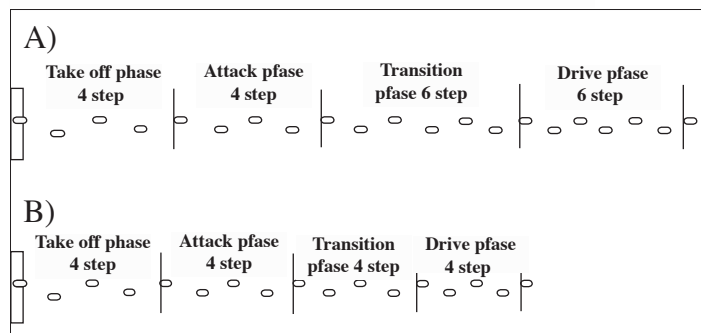 A)
Take off phase
4 step
Attack pfase
4 step
Transition
pfase 6 step
Drive pfase
6 step
B)
Take off phase
4 step
Attack pfase
4 step
Transition
pfase 4 step
Drive pfase
4 step